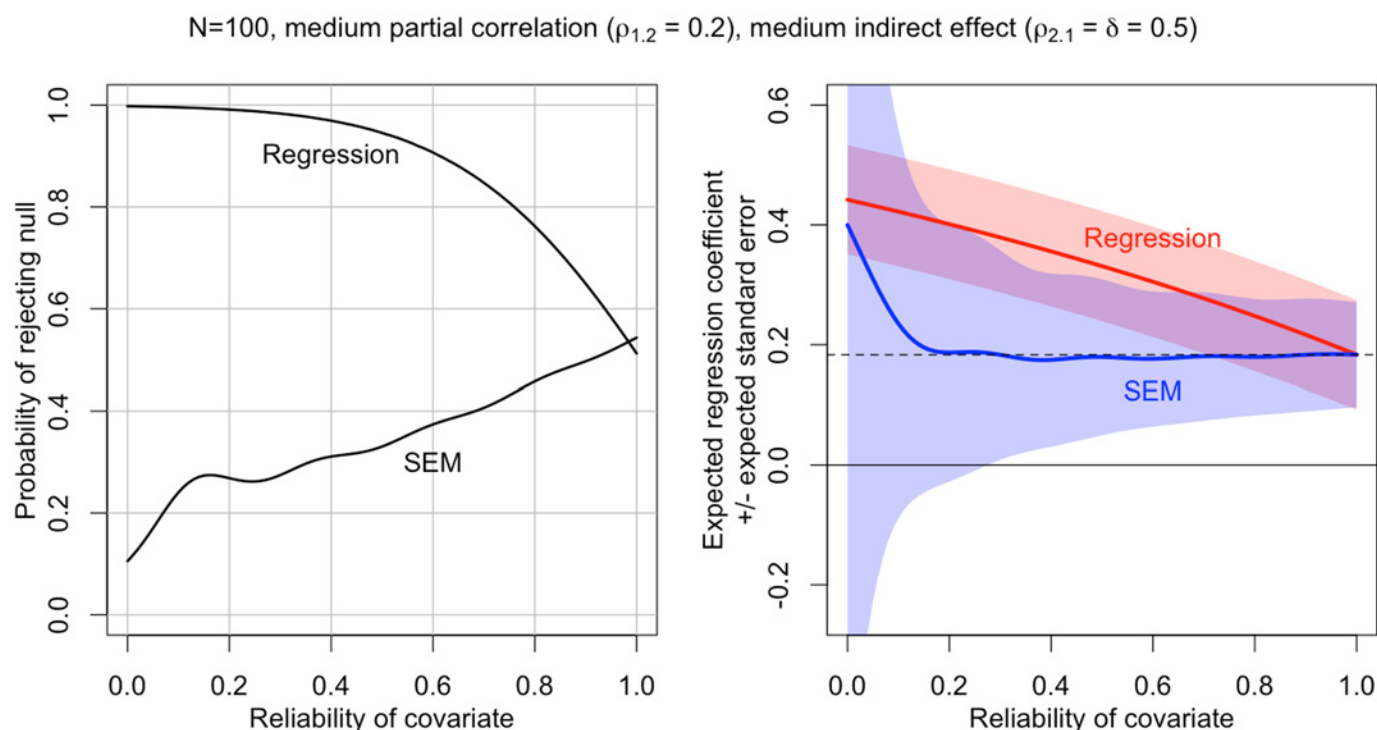 N=100, medium partial correlation (ρ1.2 = 0.2), medium indirect effect (ρ2.1 = δ = 0.5)
Probability of rejecting null
1.0
0.8
0.6
0.4
0.2
0.0
Regression
SEM
0.0 0.2 0.4 0.6 0.8 1.0
Reliability of covariate
Expected regression coefficient
+/- expected standard error
0.6
0.4
0.2
0.0
-0.2
Regression
SEM
0.0 0.2 0.4 0.6 0.8 1.0
Reliability of covariate